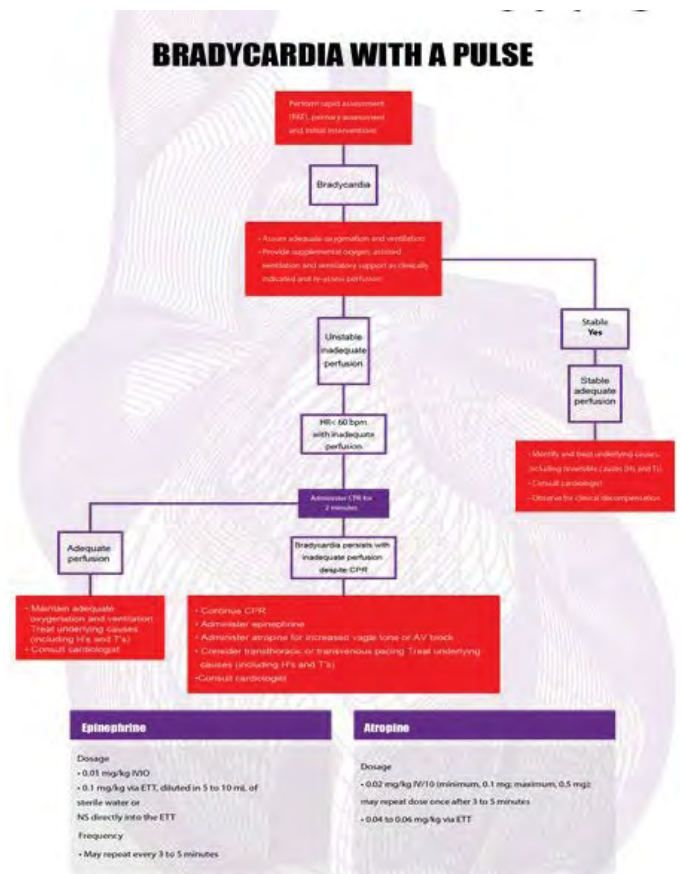 BRADYCARDIA WITH A PULSE
Perform rapid assessment
(PAT), primary assessment
and initial interventions
Bradycardia
• Assure adequate oxygenation and ventilation
• Provide supplemental oxygen, assisted
ventilation and ventilatory support as clinically
indicated and re-assess perfusion
Unstable
inadequate
perfusion
Stable
Yes
Stable
adequate
perfusion
HR< 60 bpm
with inadequate
perfusion
• Identify and treat underlying causes,
including reversible causes (Hs and Ts)
• Consult cardiologist
• Observe for clinical decompensation
Administer CPR for
2 minutes
Adequate
perfusion
Bradycardia persists with
inadequate perfusion
despite CPR
• Maintain adequate
oxygenation and ventilation
Treat underlying causes
(including H's and T's)
• Consult cardiologist
• Continue CPR
• Administer epinephrine
• Administer atropine for increased vagal tone or AV block
• Consider transthoracic or transvenous pacing Treat underlying
causes (including H's and T's)
•Consult cardiologist
Epinephrine
Dosage
• 0.01 mg/kg IVIO
• 0.1 mg/kg via ETT, diluted in 5 to 10 mL of
sterile water or
NS directly into the ETT
Frequency
• May repeat every 3 to 5 minutes
Atropine
Dosage
• 0.02 mg/kg IV/10 (minimum, 0.1 mg; maximum, 0.5 mg);
may repeat dose once after 3 to 5 minutes
• 0.04 to 0.06 mg/kg via ETT